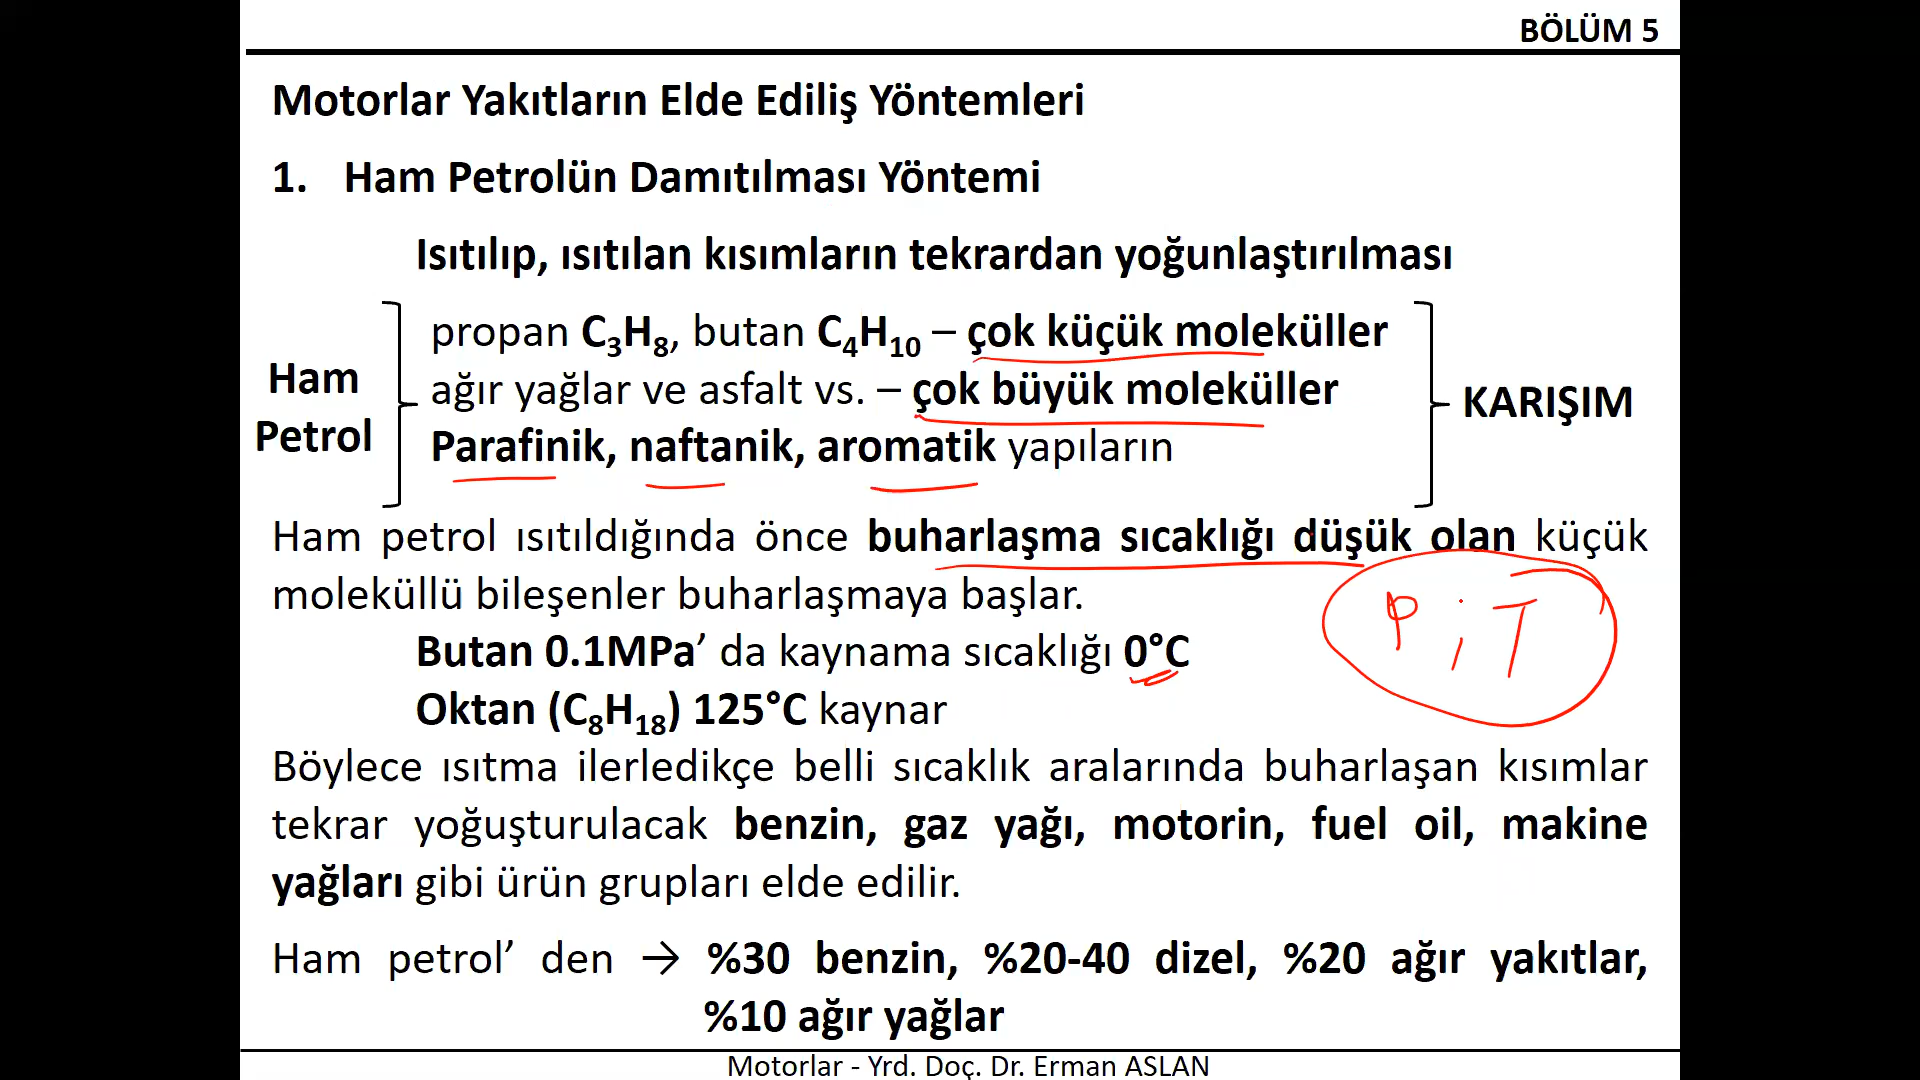 BÖLÜM 5
Motorlar Yakıtların Elde Ediliş Yöntemleri
1. Ham Petrolün Damıtılması Yöntemi
Isıtılıp, ısıtılan kısımların tekrardan yoğunlaştırılması
Ham
Petrol
propan C₃H₈, butan C₄H₁₀ – çok küçük moleküller
ağır yağlar ve asfalt vs. – çok büyük moleküller
Parafinik, naftanik, aromatik yapıların
KARIŞIM
Ham petrol ısıtıldığında önce buharlaşma sıcaklığı düşük olan küçük
moleküllü bileşenler buharlaşmaya başlar.
P ; T
Butan 0.1MPa’ da kaynama sıcaklığı 0°C
Oktan (C₈H₁₈) 125°C kaynar
Böylece ısıtma ilerledikçe belli sıcaklık aralarında buharlaşan kısımlar
tekrar yoğuşturulacak benzin, gaz yağı, motorin, fuel oil, makine
yağları gibi ürün grupları elde edilir.
Ham petrol’ den → %30 benzin, %20-40 dizel, %20 ağır yakıtlar,
%10 ağır yağlar
Motorlar - Yrd. Doç. Dr. Erman ASLAN